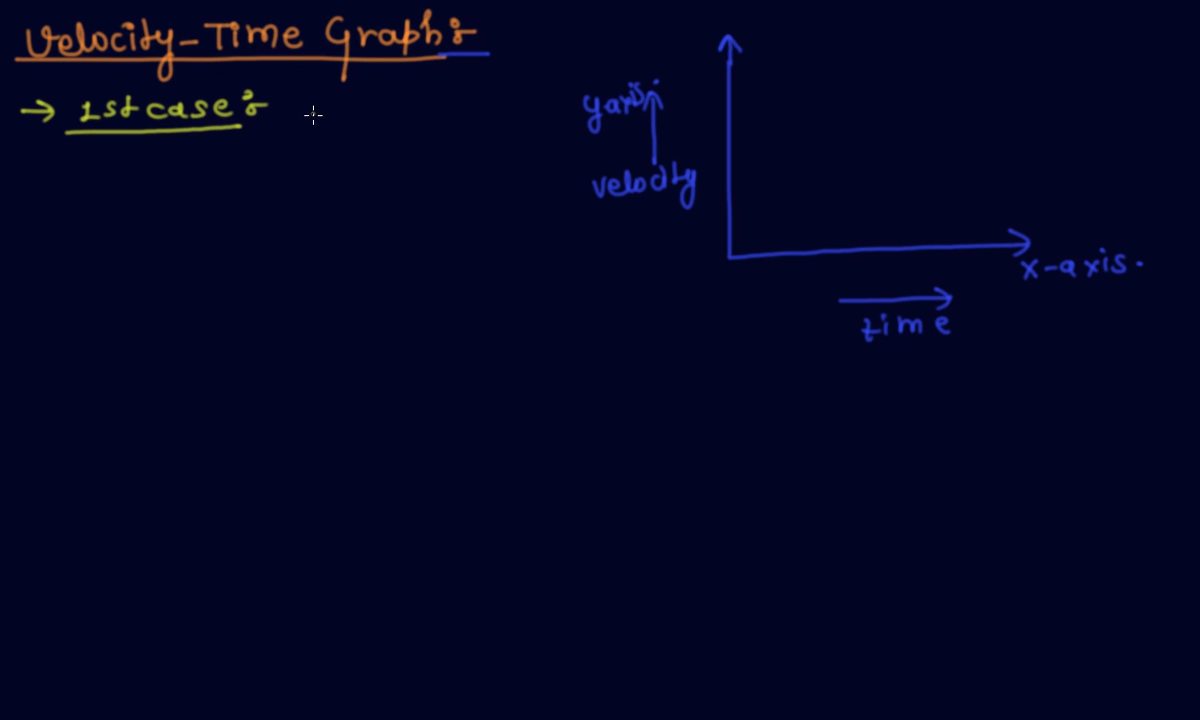 Velocity-Time Graph:
→ 1st case:
y axis.
velocity
x-axis.
time